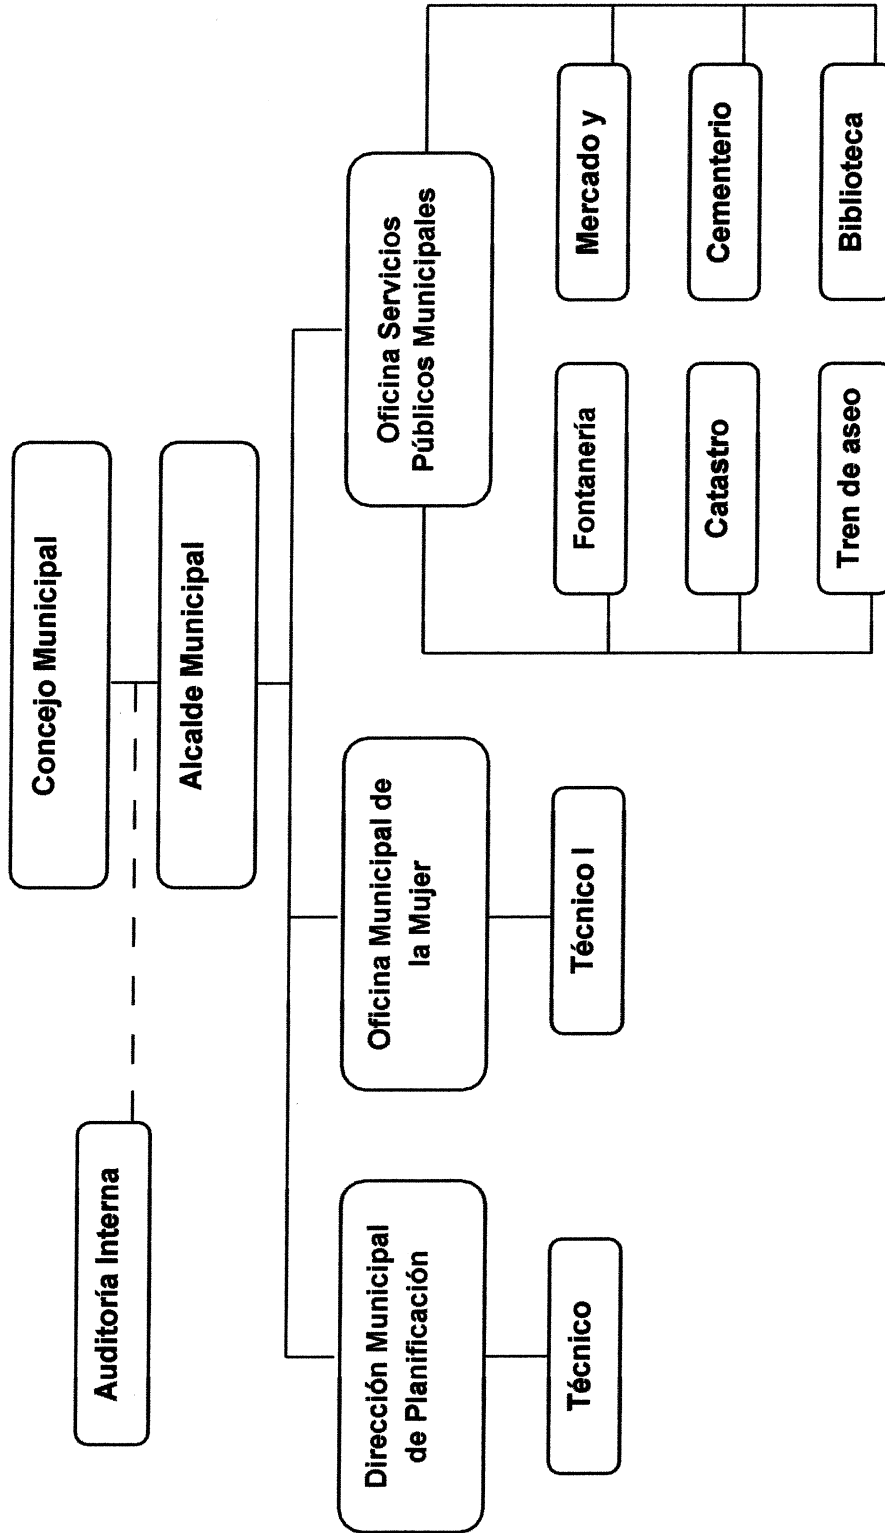 Concejo Municipal
Auditoría Interna
Alcalde Municipal
Dirección Municipal
de Planificación
Oficina Municipal de
la Mujer
Oficina Servicios
Públicos Municipales
Técnico
Técnico I
Fontanería
Mercado y
Catastro
Cementerio
Tren de aseo
Biblioteca